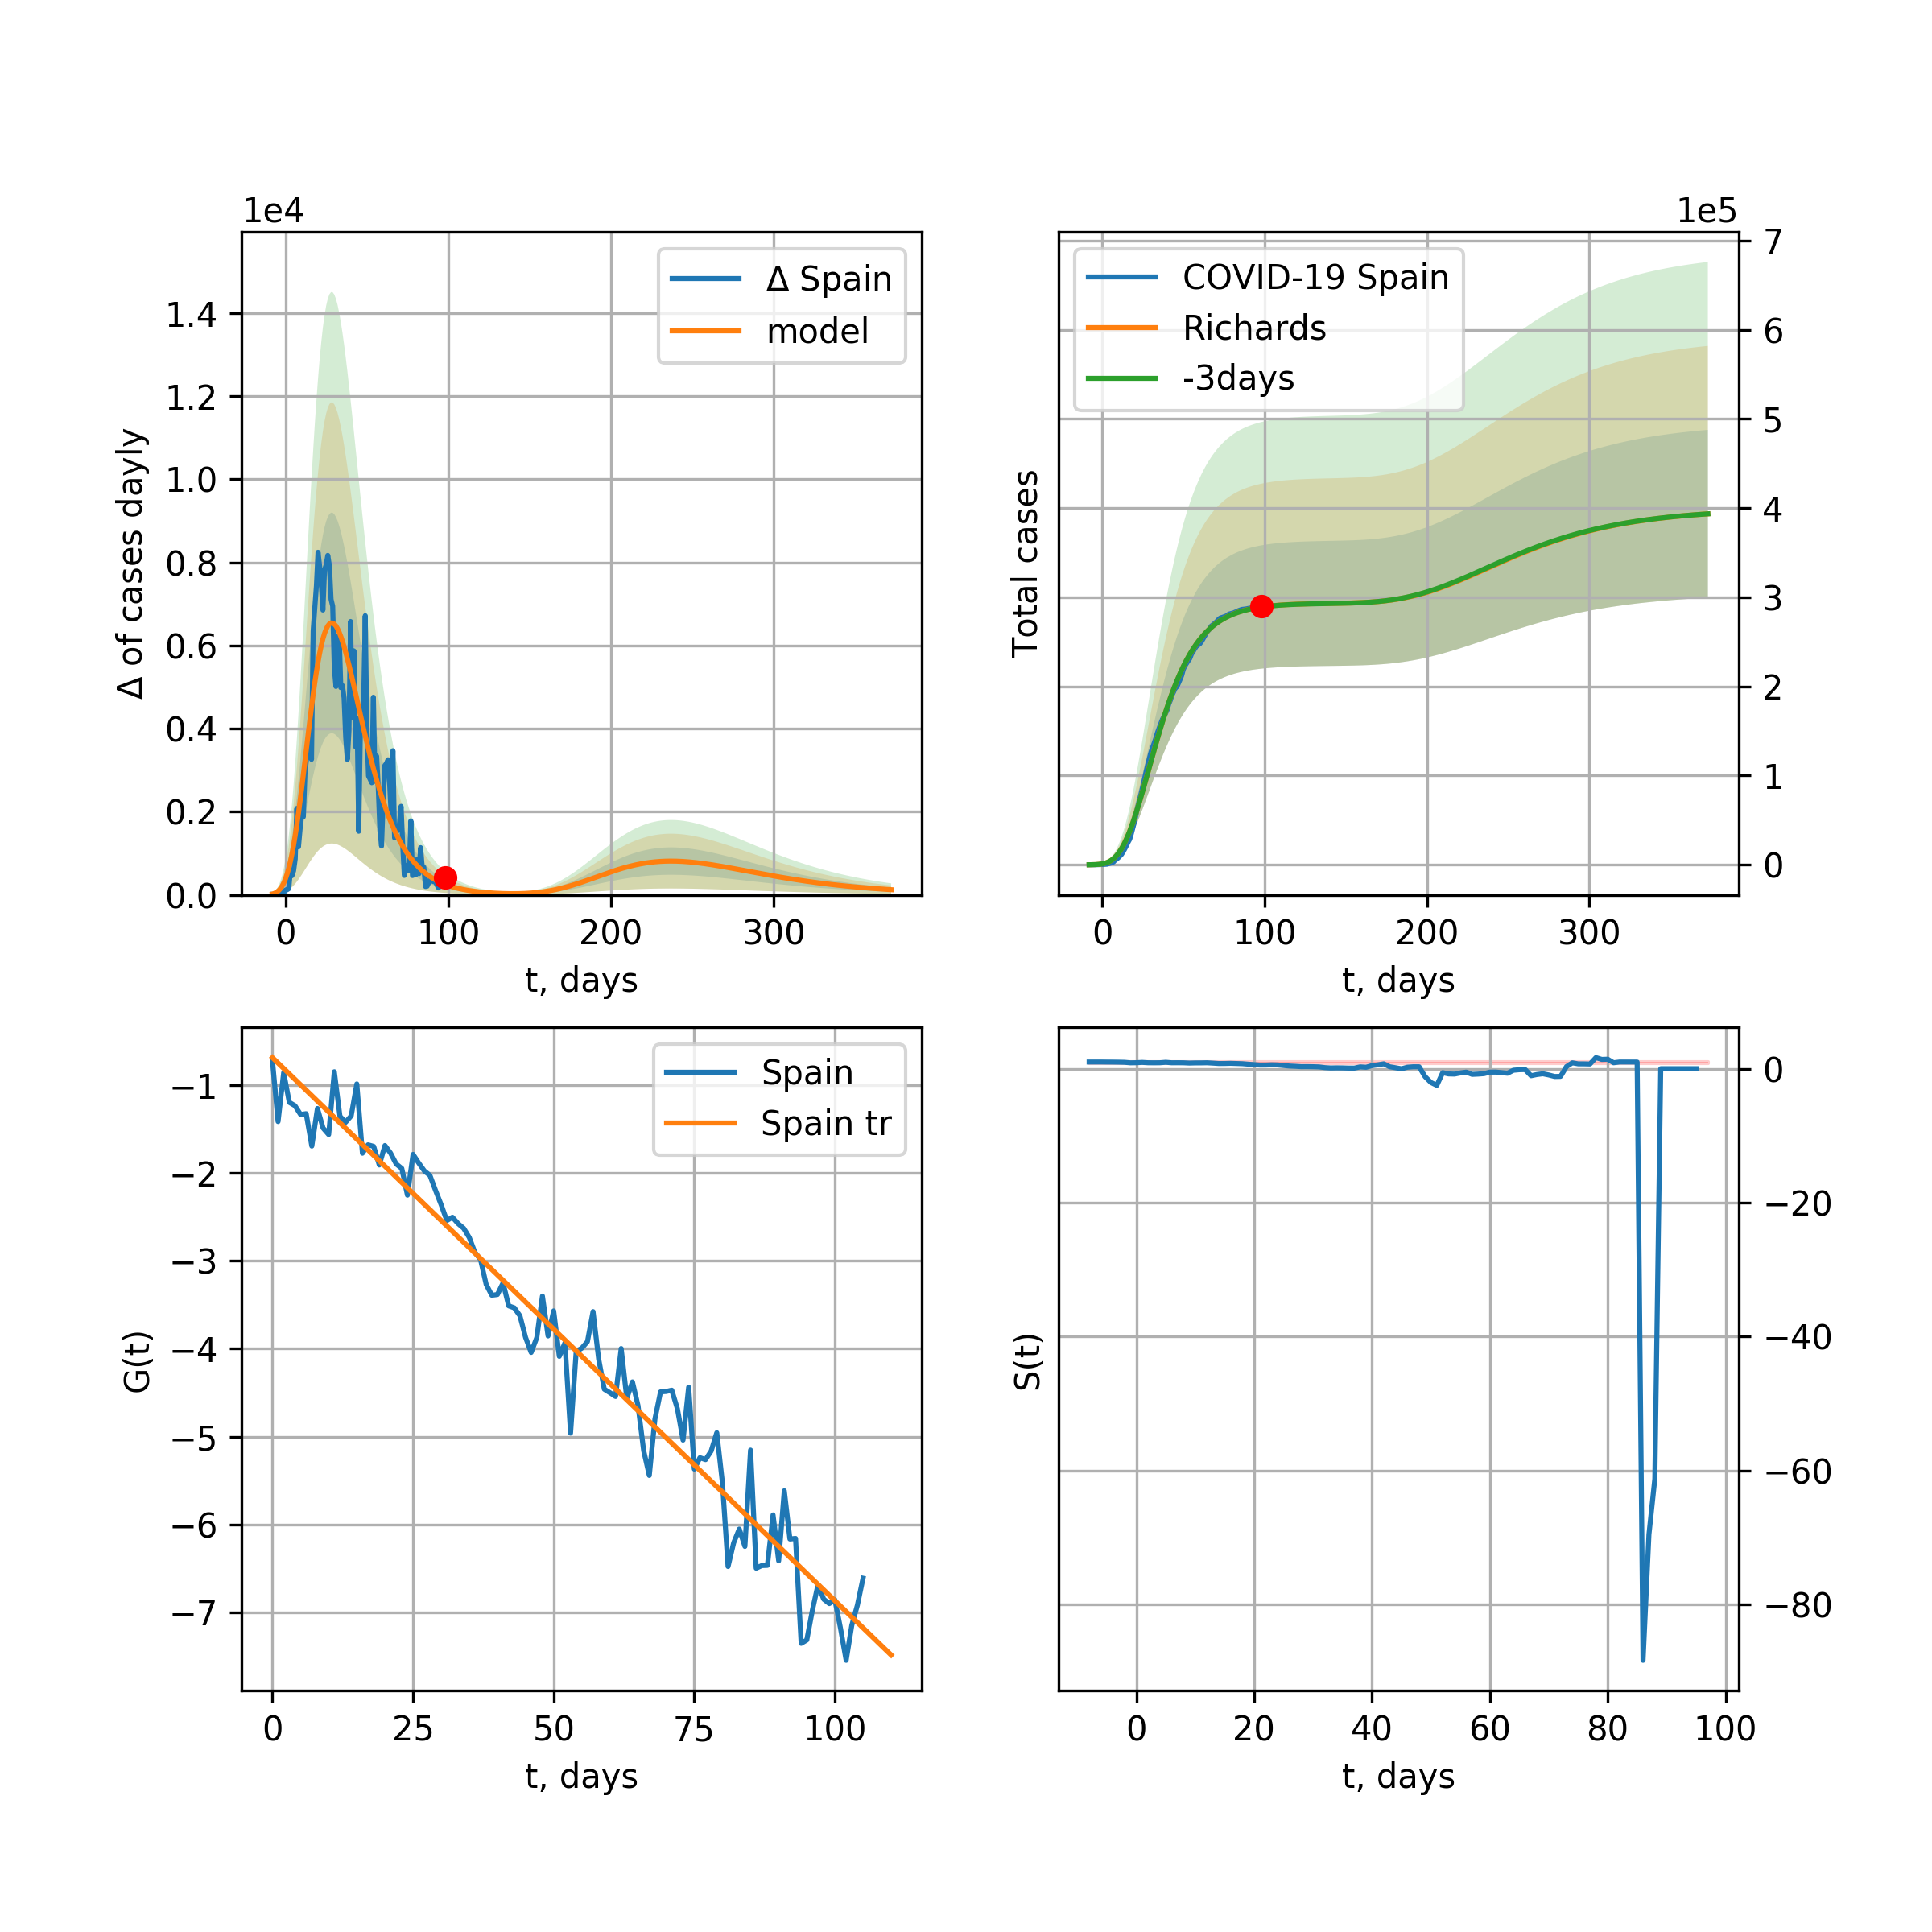 1e4
Δ Spain
model
1.4
1.2
1.0
0.8
0.6
0.4
0.2
0.0
Δ of cases dayly
0
100
200
300
t, days
1e5
COVID-19 Spain
Richards
-3days
7
6
5
4
3
2
1
0
Total cases
0
100
200
300
t, days
Spain
Spain tr
−1
−2
−3
−4
−5
−6
−7
G(t)
0
25
50
75
100
t, days
0
−20
−40
−60
−80
S(t)
0
20
40
60
80
100
t, days